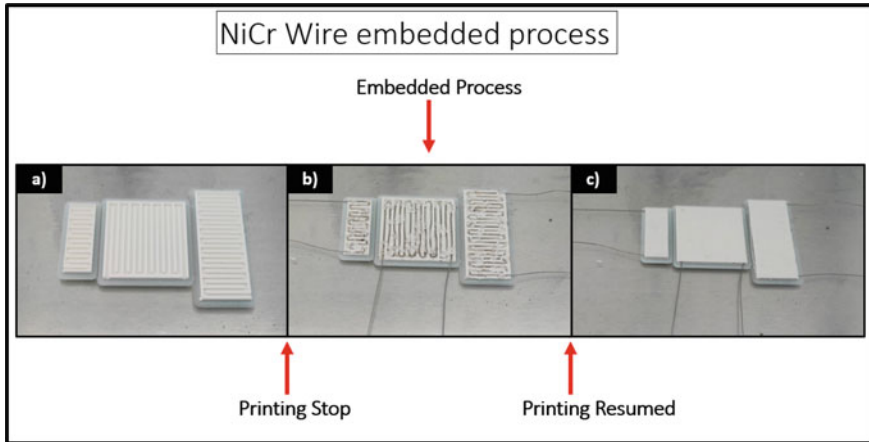 NiCr Wire embedded process
Embedded Process
a)
b)
c)
Printing Stop
Printing Resumed